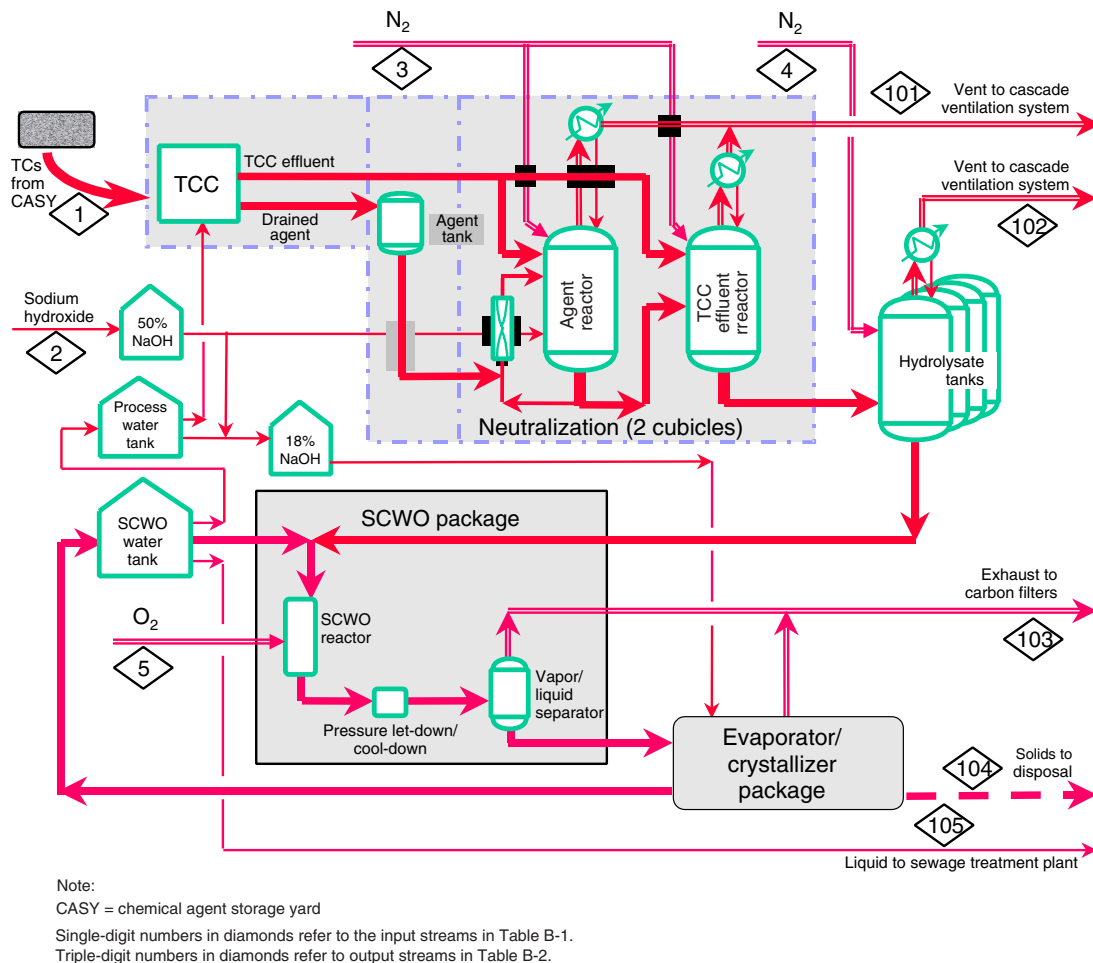 N2
N2
3
4
101
Vent to cascade
ventilation system
TCs
from
CASY
1
TCC
TCC effluent
Drained
agent
Agent
tank
Vent to cascade
ventilation system
102
Agent
reactor
TCC
effluent
rreactor
Sodium
hydroxide
2
50%
NaOH
Hydrolysate
tanks
Process
water
tank
18%
NaOH
Neutralization (2 cubicles)
SCWO package
SCWO
water
tank
Exhaust to
carbon filters
103
O2
5
SCWO
reactor
Vapor/
liquid
separator
Pressure let-down/
cool-down
Evaporator/
crystallizer
package
104
Solids to
disposal
105
Liquid to sewage treatment plant
Note:
CASY = chemical agent storage yard
Single-digit numbers in diamonds refer to the input streams in Table B-1.
Triple-digit numbers in diamonds refer to output streams in Table B-2.